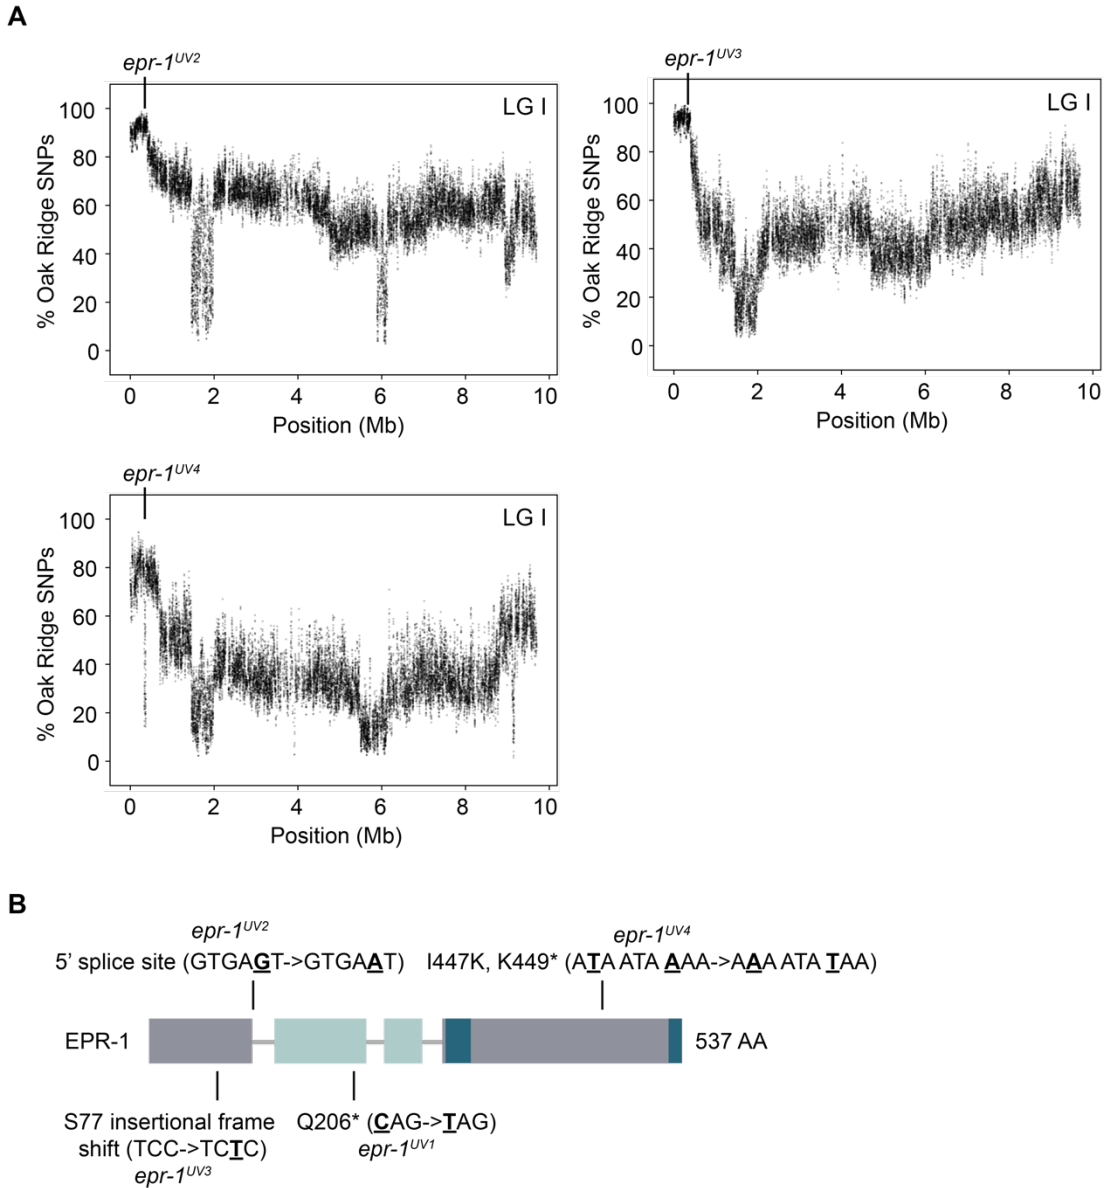 A
epr-1UV2
LG I
% Oak Ridge SNPs
100
80
60
40
20
0
0 2 4 6 8 10
Position (Mb)
epr-1UV3
LG I
% Oak Ridge SNPs
100
80
60
40
20
0
0 2 4 6 8 10
Position (Mb)
epr-1UV4
LG I
% Oak Ridge SNPs
100
80
60
40
20
0
0 2 4 6 8 10
Position (Mb)
B
epr-1UV2
5' splice site (GTGAGT->GTGAAT)
epr-1UV4
I447K, K449* (ATA ATA AAA->AAA ATA TAA)
EPR-1
537 AA
S77 insertional frame
shift (TCC->TCTC)
epr-1UV3
Q206* (CAG->TAG)
epr-1UV1